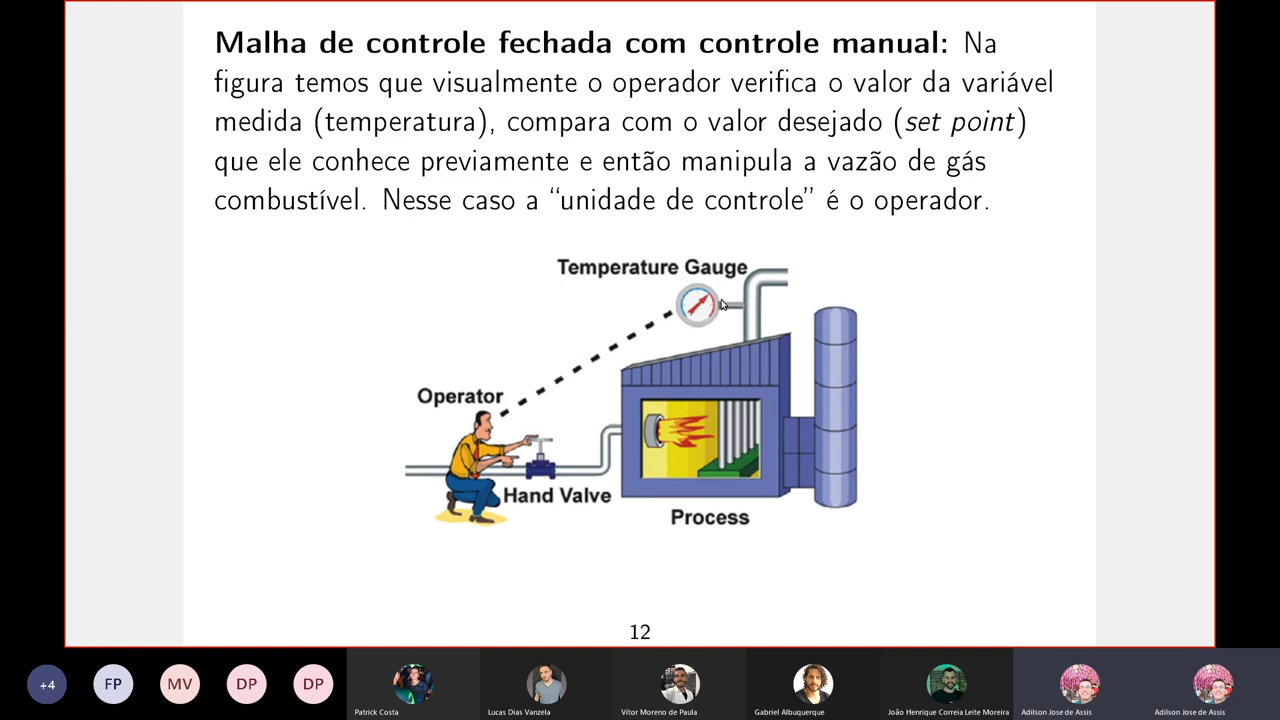 Malha de controle fechada com controle manual: Na
figura temos que visualmente o operador verifica o valor da variável
medida (temperatura), compara com o valor desejado (set point)
que ele conhece previamente e então manipula a vazão de gás
combustível. Nesse caso a “unidade de controle” é o operador.
Temperature Gauge
Operator
Hand Valve
Process
12
+4 FP MV DP DP
Patrick Costa Lucas Dias Vanzela Vítor Moreno de Paula Gabriel Albuquerque João Henrique Correia Leite Moreira Adilson Jose de Assis Adilson Jose de Assis